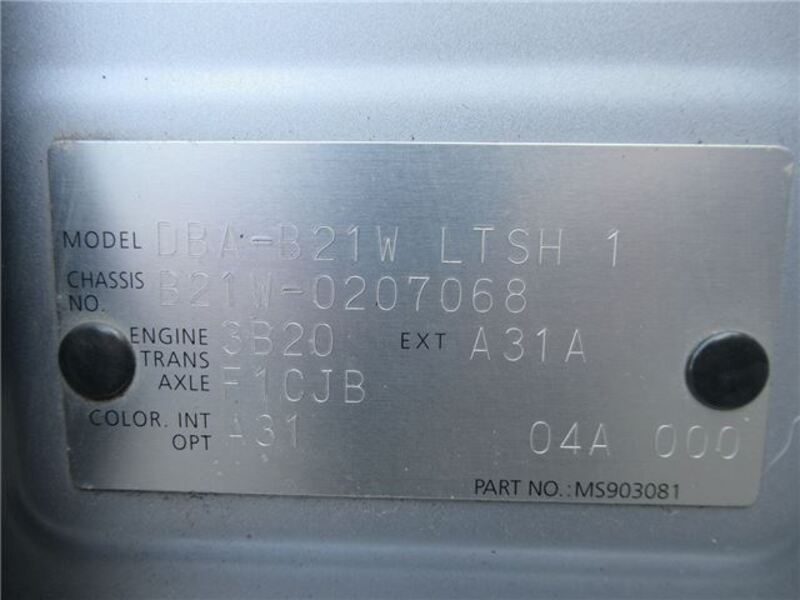 MODEL DBA-B21W LTSH 1
CHASSIS NO. B21W-0207068
ENGINE 3B20 EXT A31A
TRANS AXLE F1CJB
COLOR. INT OPT A31 04A 000
PART NO.: MS903081